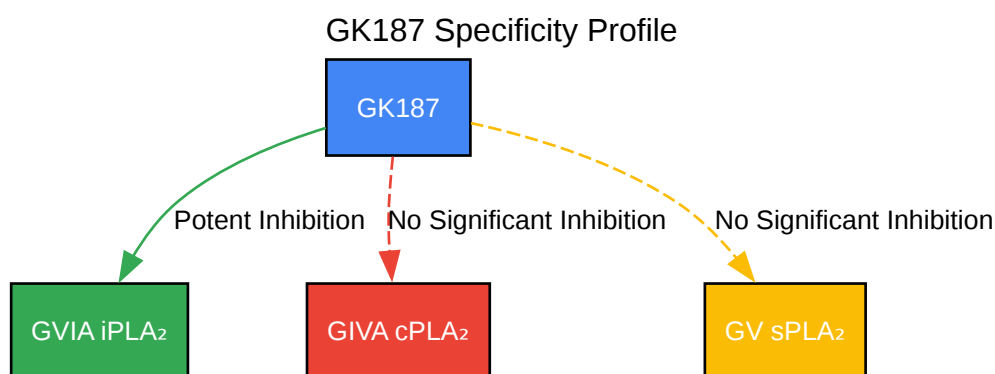 GK187 Specificity Profile
GK187
Potent Inhibition
No Significant Inhibition
No Significant Inhibition
GVIA iPLA₂
GIVA cPLA₂
GV sPLA₂